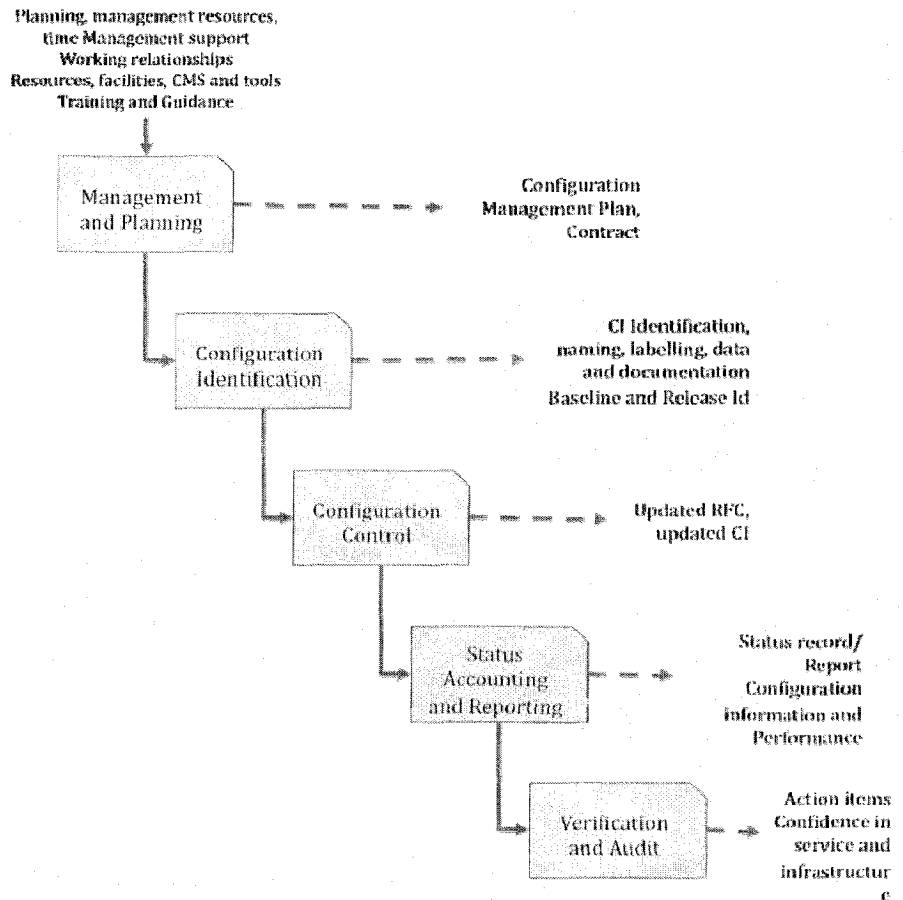 Planning, management resources,
time Management support
Working relationships
Resources, facilities, CMS and tools
Training and Guidance
Management
and Planning
Configuration
Management Plan,
Contract
Configuration
Identification
CI Identification,
naming, labelling, data
and documentation
Baseline and Release Id
Configuration
Control
Updated RFC,
updated CI
Status
Accounting
and Reporting
Status record/
Report
Configuration
information and
Performance
Verification
and Audit
Action items
Confidence in
service and
infrastructur
e